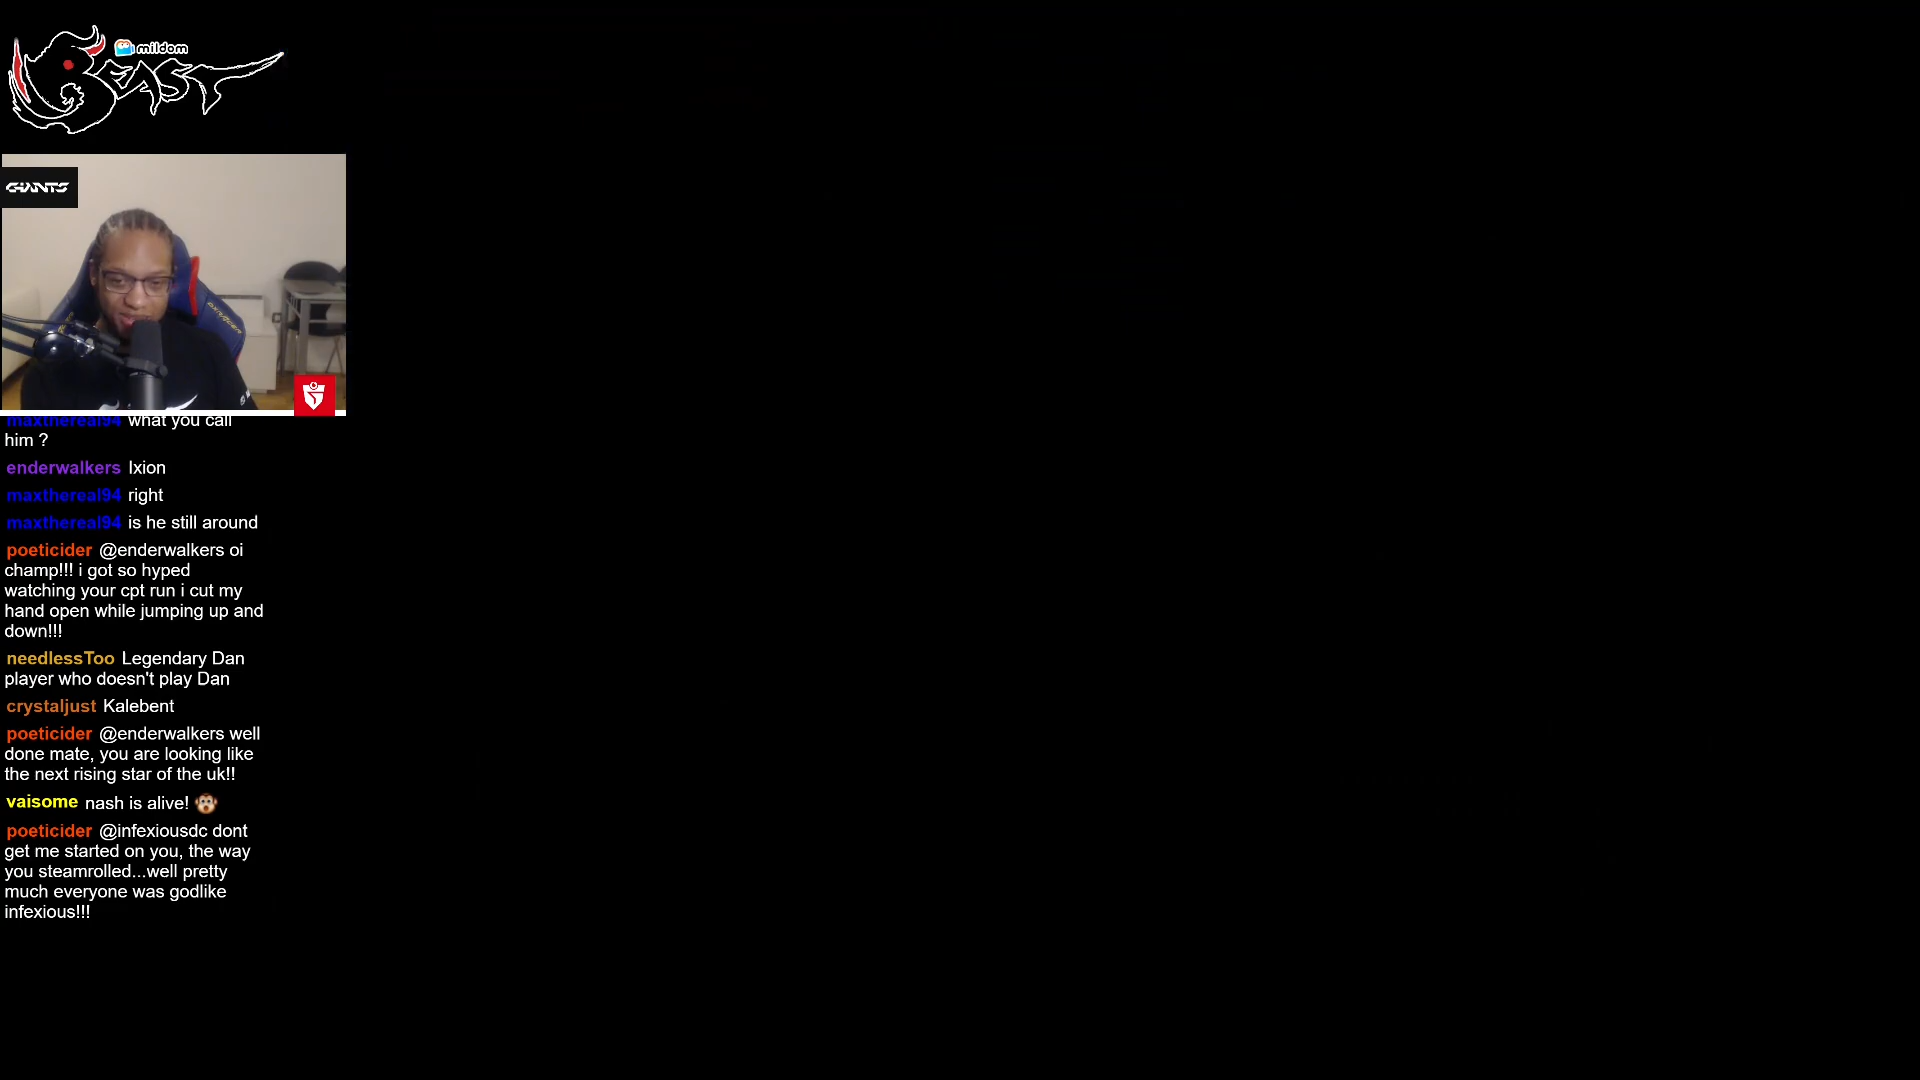 mildom
BEAST
GIANTS
DXRACER
maxthereal94 what you call
him ?
enderwalkers Ixion
maxthereal94 right
maxthereal94 is he still around
poeticider @enderwalkers oi
champ!!! i got so hyped
watching your cpt run i cut my
hand open while jumping up and
down!!!
needlessToo Legendary Dan
player who doesn't play Dan
crystaljust Kalebent
poeticider @enderwalkers well
done mate, you are looking like
the next rising star of the uk!!
vaisome nash is alive! 🙊
poeticider @infexiousdc dont
get me started on you, the way
you steamrolled...well pretty
much everyone was godlike
infexious!!!